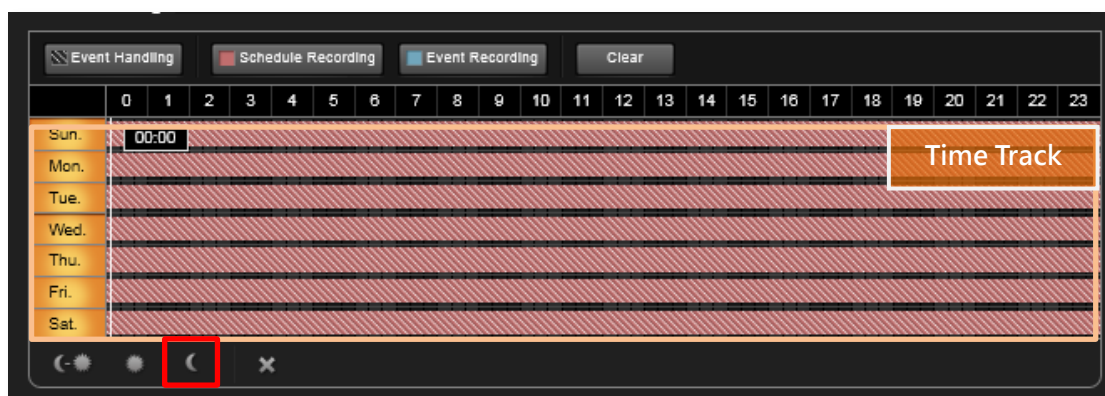 Event Handling Schedule Recording Event Recording Clear
0 1 2 3 4 5 6 7 8 9 10 11 12 13 14 15 16 17 18 19 20 21 22 23
Sun. 00:00
Time Track
Mon.
Tue.
Wed.
Thu.
Fri.
Sat.